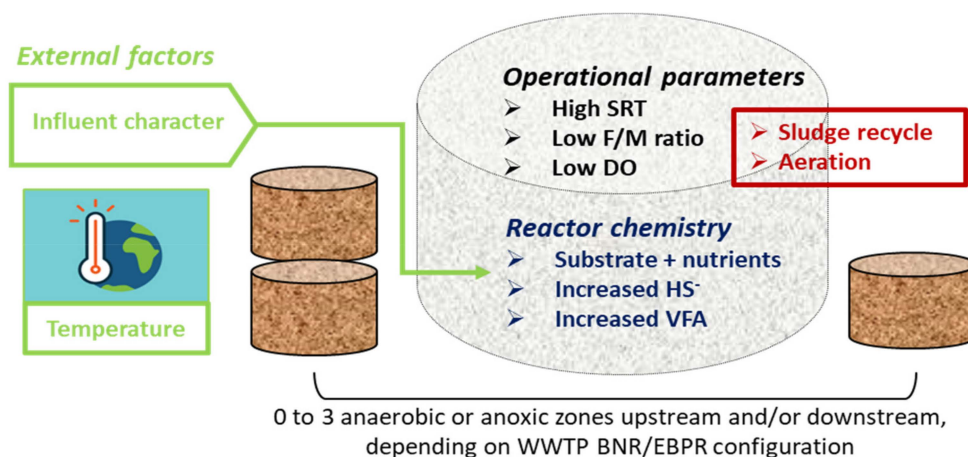 External factors
Influent character
Temperature
Operational parameters
➢ High SRT
➢ Low F/M ratio
➢ Low DO
➢ Sludge recycle
➢ Aeration
Reactor chemistry
➢ Substrate + nutrients
➢ Increased HS⁻
➢ Increased VFA
0 to 3 anaerobic or anoxic zones upstream and/or downstream,
depending on WWTP BNR/EBPR configuration